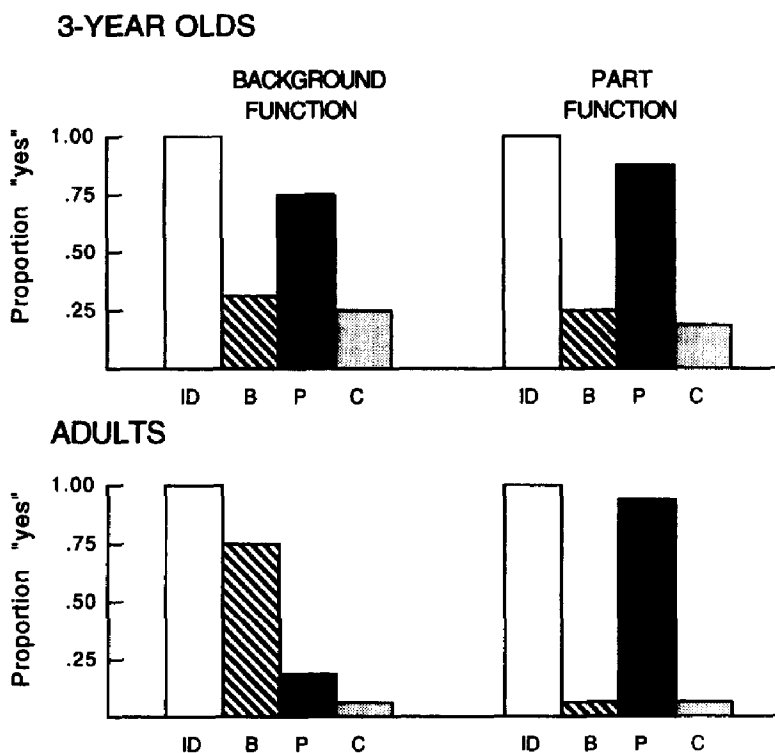 3-YEAR OLDS
BACKGROUND FUNCTION
PART FUNCTION
Proportion "yes"
1.00
.75
.50
.25
ID B P C
ID B P C
ADULTS
Proportion "yes"
1.00
.75
.50
.25
ID B P C
ID B P C